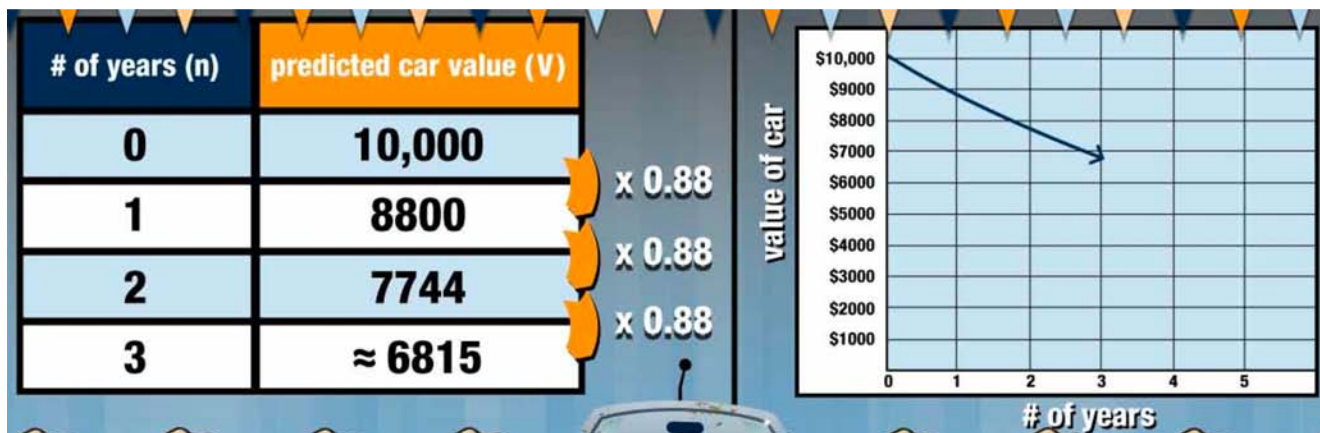 # of years (n) predicted car value (V)
0 10,000
1 8800
2 7744
3 ≈ 6815
x 0.88
x 0.88
x 0.88
value of car
$10,000
$9000
$8000
$7000
$6000
$5000
$4000
$3000
$2000
$1000
0 1 2 3 4 5
# of years